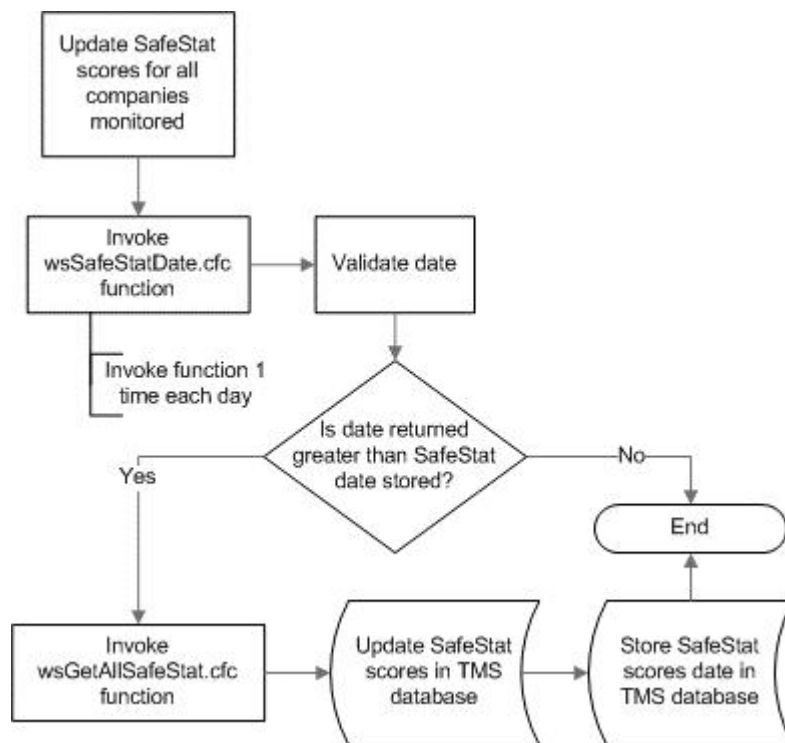 Update SafeStat
scores for all
companies
monitored
Invoke
wsSafeStatDate.cfc
function
Validate date
Invoke function 1
time each day
Is date returned
greater than SafeStat
date stored?
Yes
No
End
Invoke
wsGetAllSafeStat.cfc
function
Update SafeStat
scores in TMS
database
Store SafeStat
scores date in
TMS database